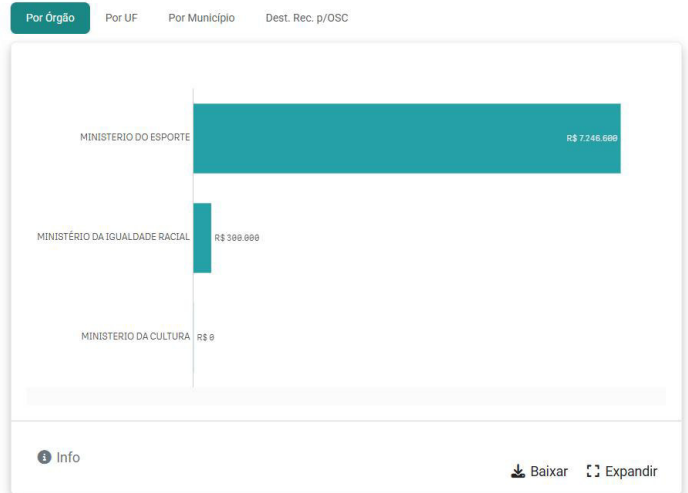 Por Órgão Por UF Por Município Dest. Rec. p/OSC
MINISTERIO DO ESPORTE R$ 7.246.600
MINISTÉRIO DA IGUALDADE RACIAL R$ 300.000
MINISTERIO DA CULTURA R$ 0
Info
Baixar Expandir